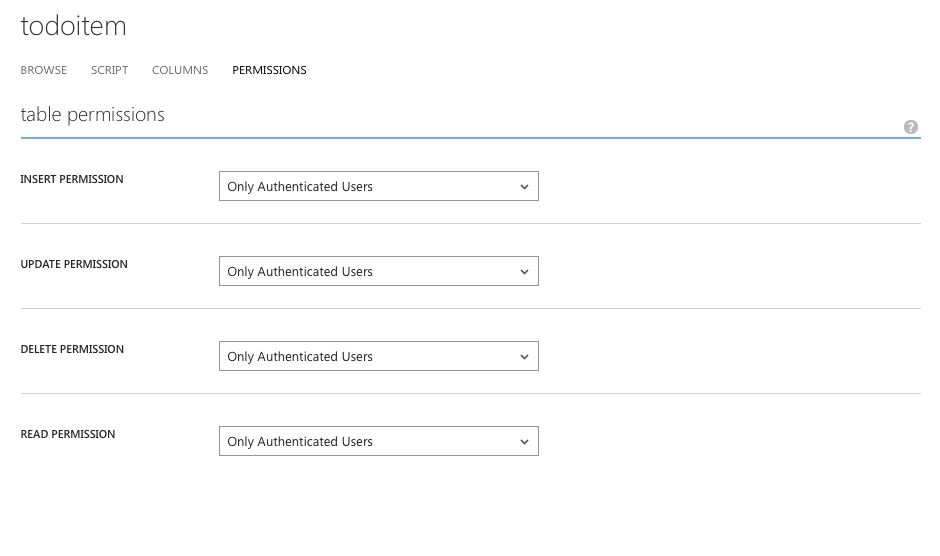 todoitem
BROWSE SCRIPT COLUMNS PERMISSIONS
table permissions
?
INSERT PERMISSION Only Authenticated Users
UPDATE PERMISSION Only Authenticated Users
DELETE PERMISSION Only Authenticated Users
READ PERMISSION Only Authenticated Users